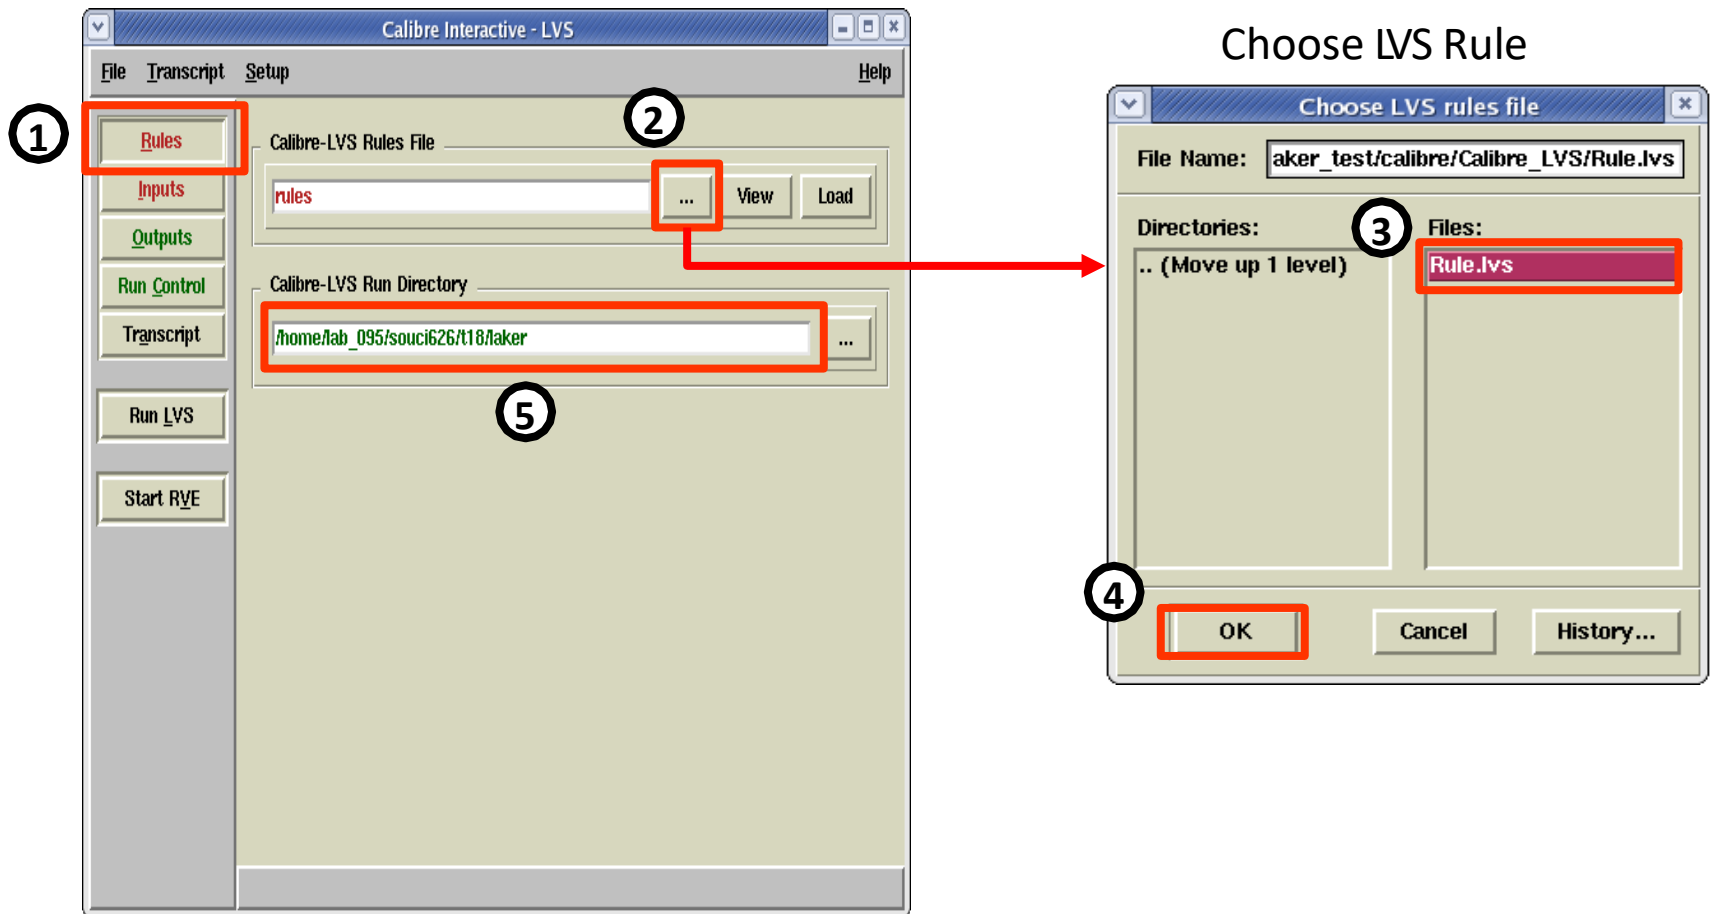 Calibre Interactive - LVS
File Transcript Setup Help
1
Rules
Inputs
Outputs
Run Control
Transcript
Run LVS
Start RVE
2
Calibre-LVS Rules File
rules ... View Load
Calibre-LVS Run Directory
/home/lab_095/souci626/t18/laker ...
5
Choose LVS Rule
Choose LVS rules file
File Name: aker_test/calibre/Calibre_LVS/Rule.lvs
3
Directories: Files:
.. (Move up 1 level) Rule.lvs
4
OK Cancel History...